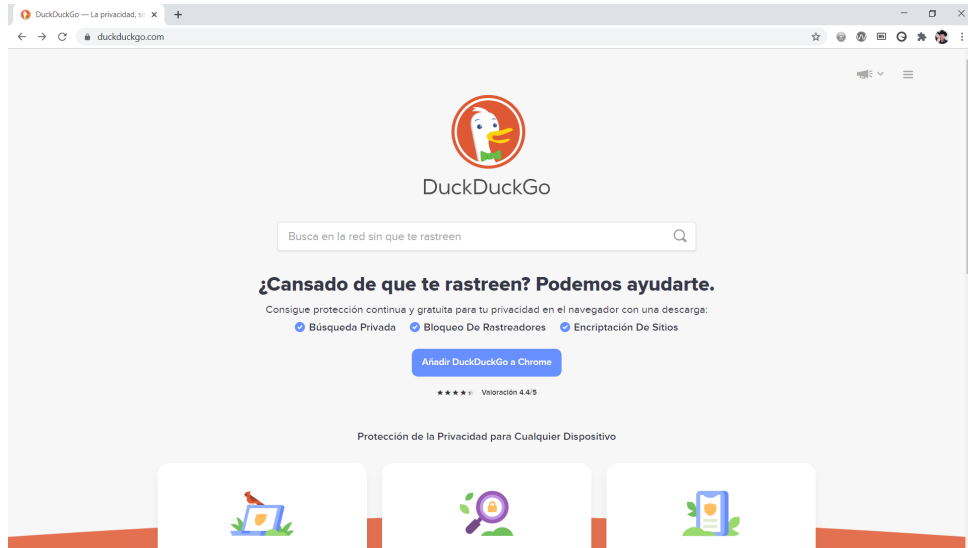 DuckDuckGo — La privacidad, si
duckduckgo.com
DuckDuckGo
Busca en la red sin que te rastreen
¿Cansado de que te rastreen? Podemos ayudarte.
Consigue protección continua y gratuita para tu privacidad en el navegador con una descarga:
Búsqueda Privada Bloqueo De Rastreadores Encriptación De Sitios
Añadir DuckDuckGo a Chrome
Valoración 4.4/5
Protección de la Privacidad para Cualquier Dispositivo